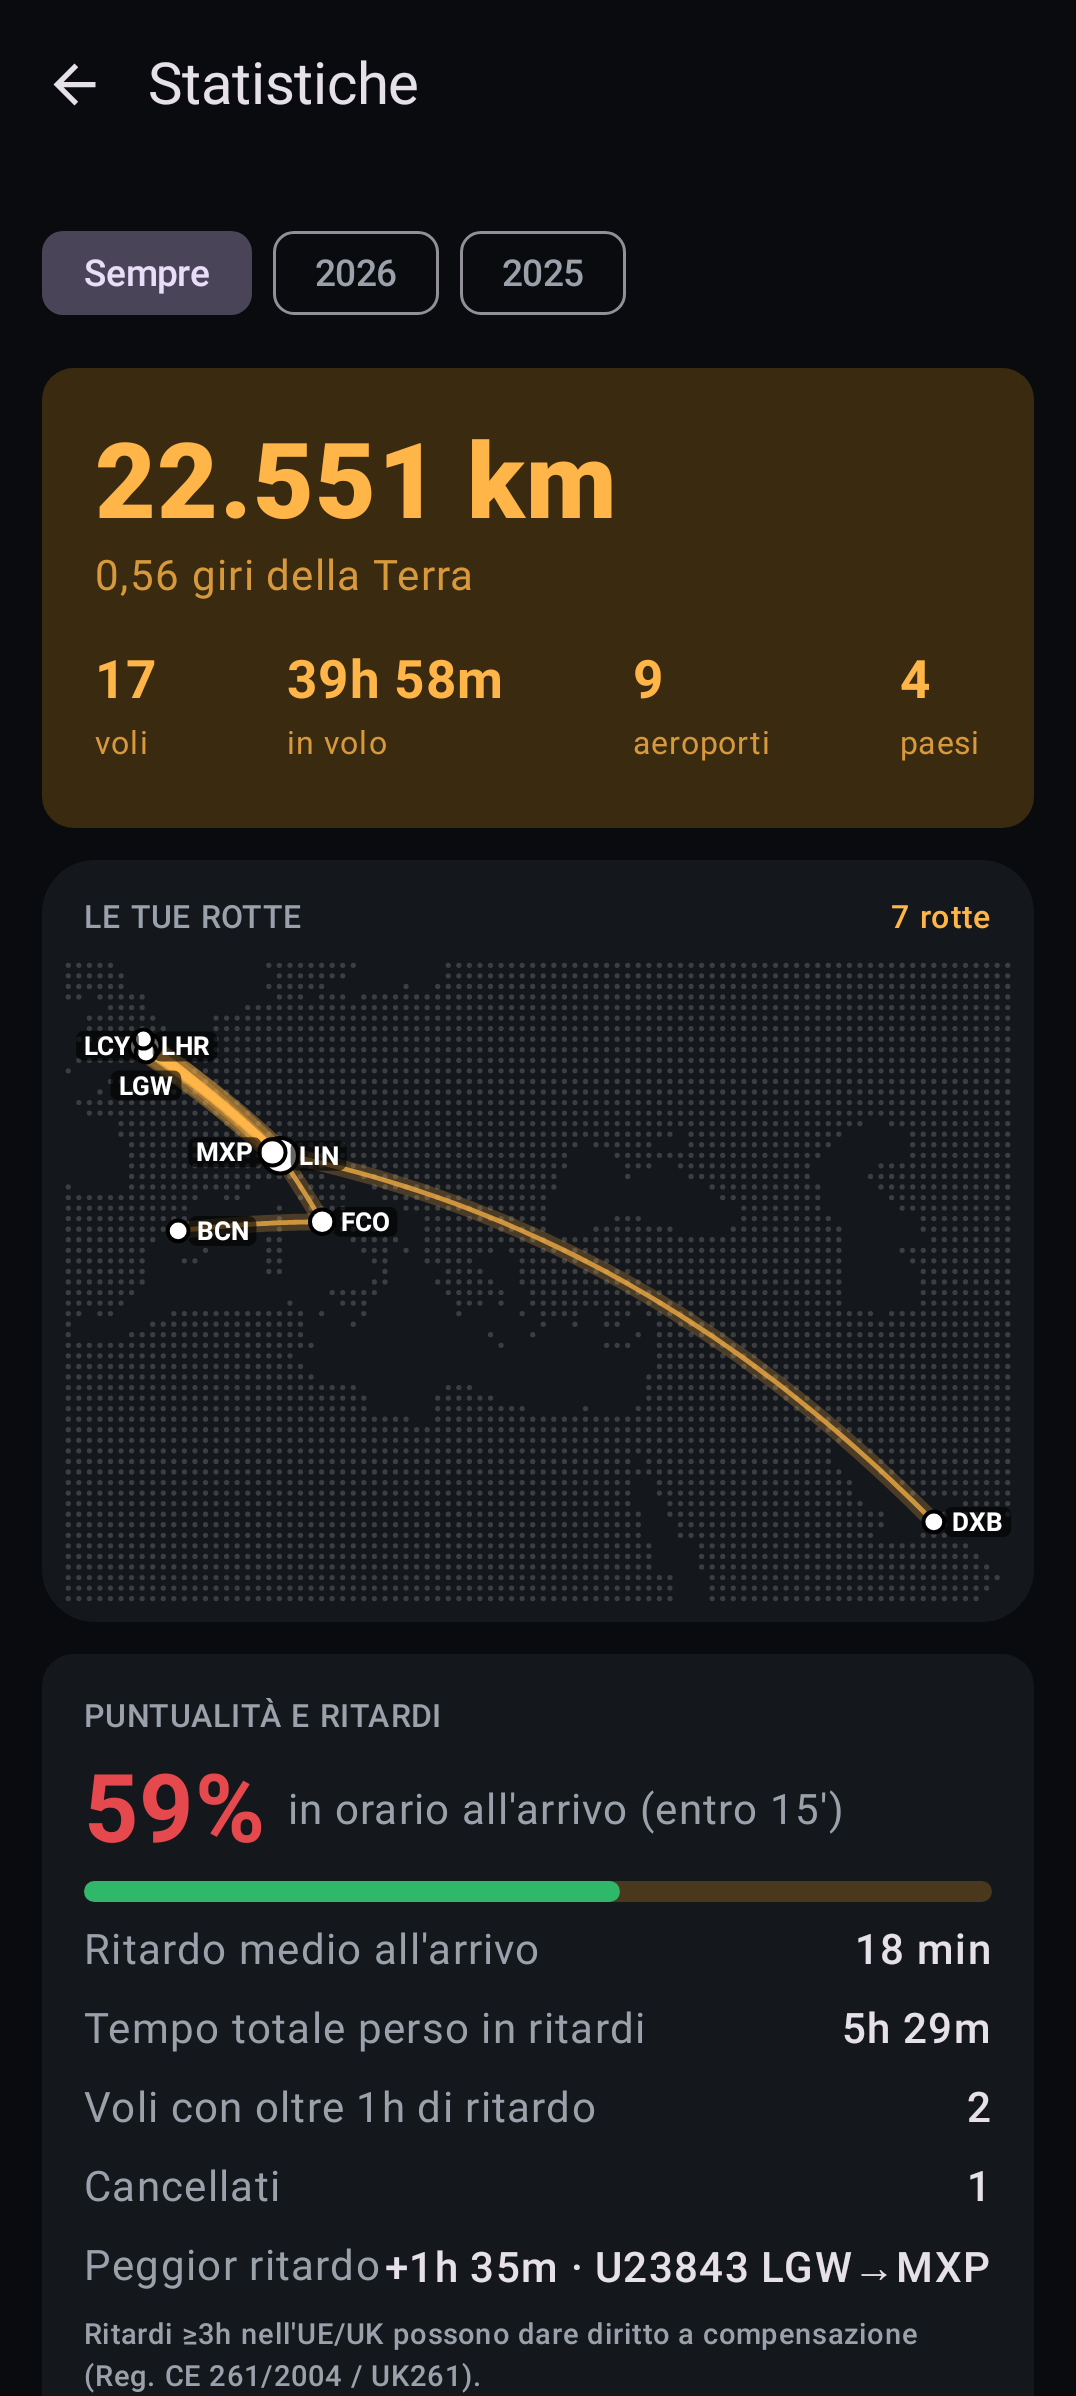 Statistiche
Sempre 2026 2025
22.551 km
0,56 giri della Terra
17 39h 58m 9 4
voli in volo aeroporti paesi
LE TUE ROTTE 7 rotte
LCY LHR
LGW
MXP LIN
BCN FCO
DXB
PUNTUALITÀ E RITARDI
59% in orario all'arrivo (entro 15')
Ritardo medio all'arrivo 18 min
Tempo totale perso in ritardi 5h 29m
Voli con oltre 1h di ritardo 2
Cancellati 1
Peggior ritardo +1h 35m · U23843 LGW→MXP
Ritardi ≥3h nell'UE/UK possono dare diritto a compensazione
(Reg. CE 261/2004 / UK261).